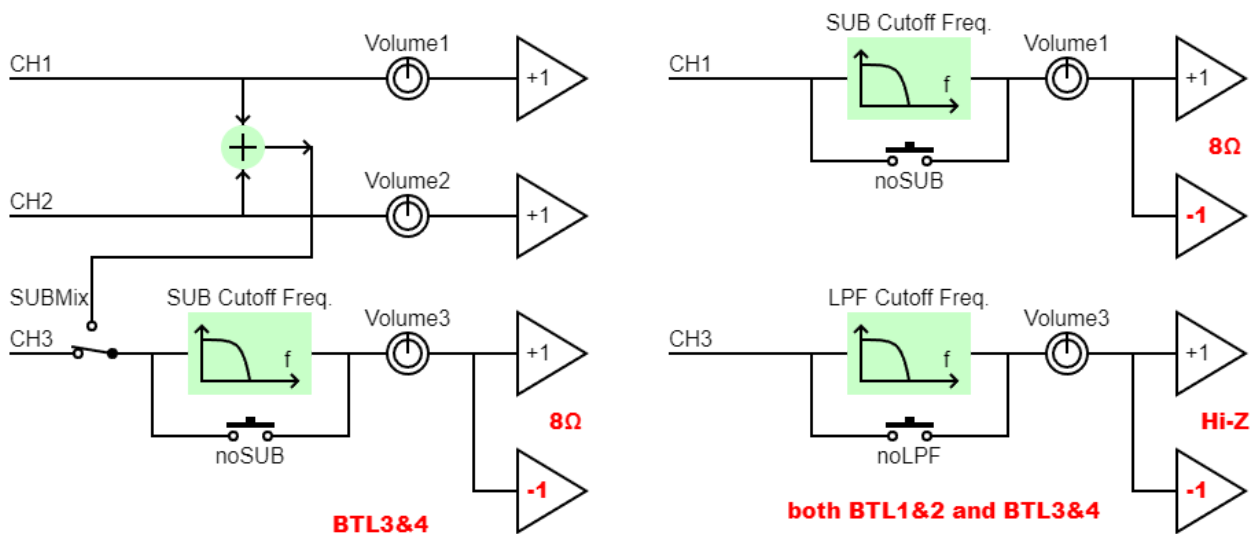 CH1
Volume1
+1
+
CH2
Volume2
+1
SUBMix
CH3
SUB Cutoff Freq.
f
noSUB
Volume3
+1
8Ω
-1
BTL3&4
CH1
SUB Cutoff Freq.
f
noSUB
Volume1
+1
8Ω
-1
CH3
LPF Cutoff Freq.
f
noLPF
Volume3
+1
Hi-Z
-1
both BTL1&2 and BTL3&4